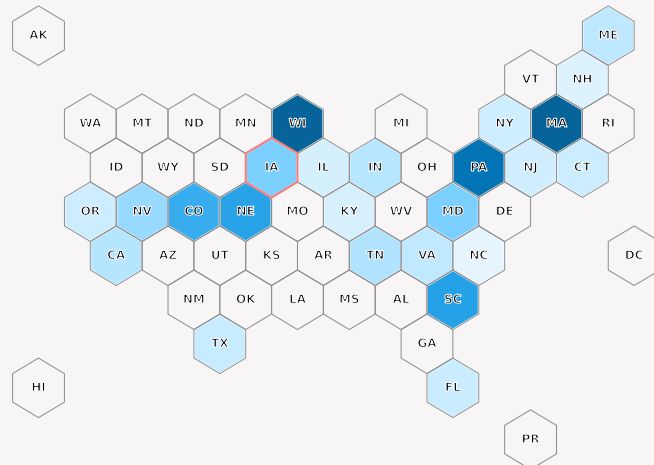 AK ME
VT NH
WA MT ND MN WI MI NY MA RI
ID WY SD IA IL IN OH PA NJ CT
OR NV CO NE MO KY WV MD DE
CA AZ UT KS AR TN VA NC DC
NM OK LA MS AL SC
TX GA
HI FL
PR